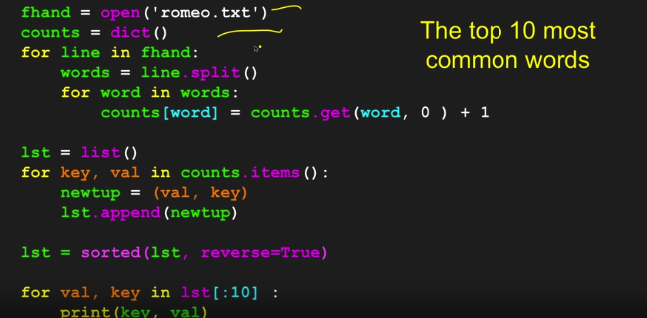 fhand = open('romeo.txt')
counts = dict()
for line in fhand:
    words = line.split()
    for word in words:
        counts[word] = counts.get(word, 0 ) + 1

lst = list()
for key, val in counts.items():
    newtup = (val, key)
    lst.append(newtup)

lst = sorted(lst, reverse=True)

for val, key in lst[:10] :
    print(key, val)
The top 10 most
common words